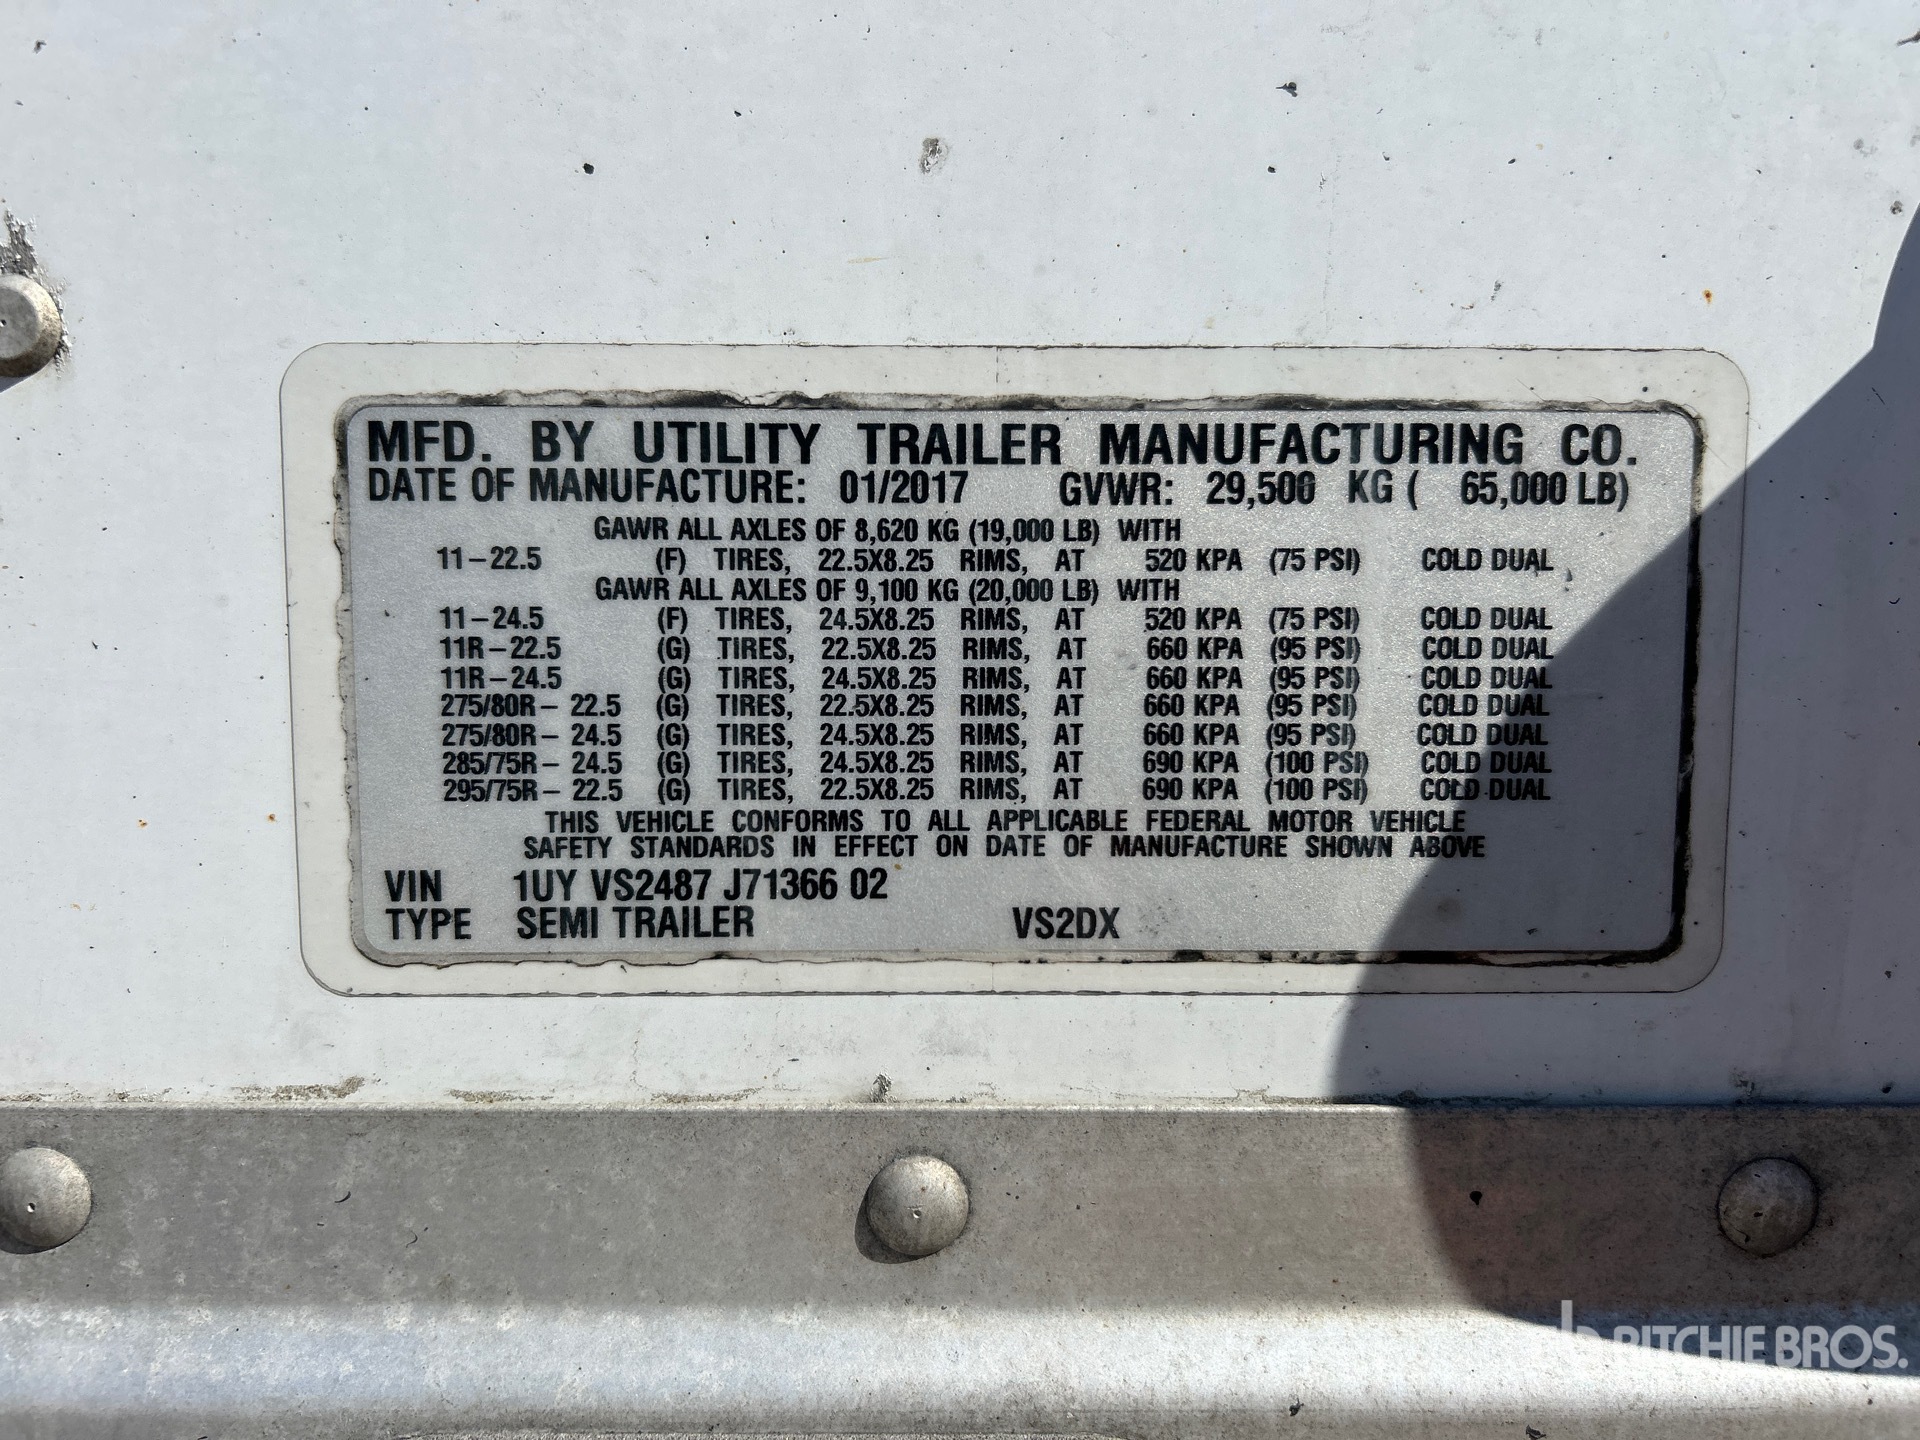 MFD. BY UTILITY TRAILER MANUFACTURING CO.
DATE OF MANUFACTURE: 01/2017 GVWR: 29,500 KG ( 65,000 LB)
GAWR ALL AXLES OF 8,620 KG (19,000 LB) WITH
11-22.5 (F) TIRES, 22.5X8.25 RIMS, AT 520 KPA (75 PSI) COLD DUAL
GAWR ALL AXLES OF 9,100 KG (20,000 LB) WITH
11-24.5 (F) TIRES, 24.5X8.25 RIMS, AT 520 KPA (75 PSI) COLD DUAL
11R-22.5 (G) TIRES, 22.5X8.25 RIMS, AT 660 KPA (95 PSI) COLD DUAL
11R-24.5 (G) TIRES, 24.5X8.25 RIMS, AT 660 KPA (95 PSI) COLD DUAL
275/80R- 22.5 (G) TIRES, 22.5X8.25 RIMS, AT 660 KPA (95 PSI) COLD DUAL
275/80R- 24.5 (G) TIRES, 24.5X8.25 RIMS, AT 660 KPA (95 PSI) COLD DUAL
285/75R- 24.5 (G) TIRES, 24.5X8.25 RIMS, AT 690 KPA (100 PSI) COLD DUAL
295/75R- 22.5 (G) TIRES, 22.5X8.25 RIMS, AT 690 KPA (100 PSI) COLD DUAL
THIS VEHICLE CONFORMS TO ALL APPLICABLE FEDERAL MOTOR VEHICLE
SAFETY STANDARDS IN EFFECT ON DATE OF MANUFACTURE SHOWN ABOVE
VIN 1UY VS2487 J71366 02
TYPE SEMI TRAILER VS2DX
RITCHIE BROS.